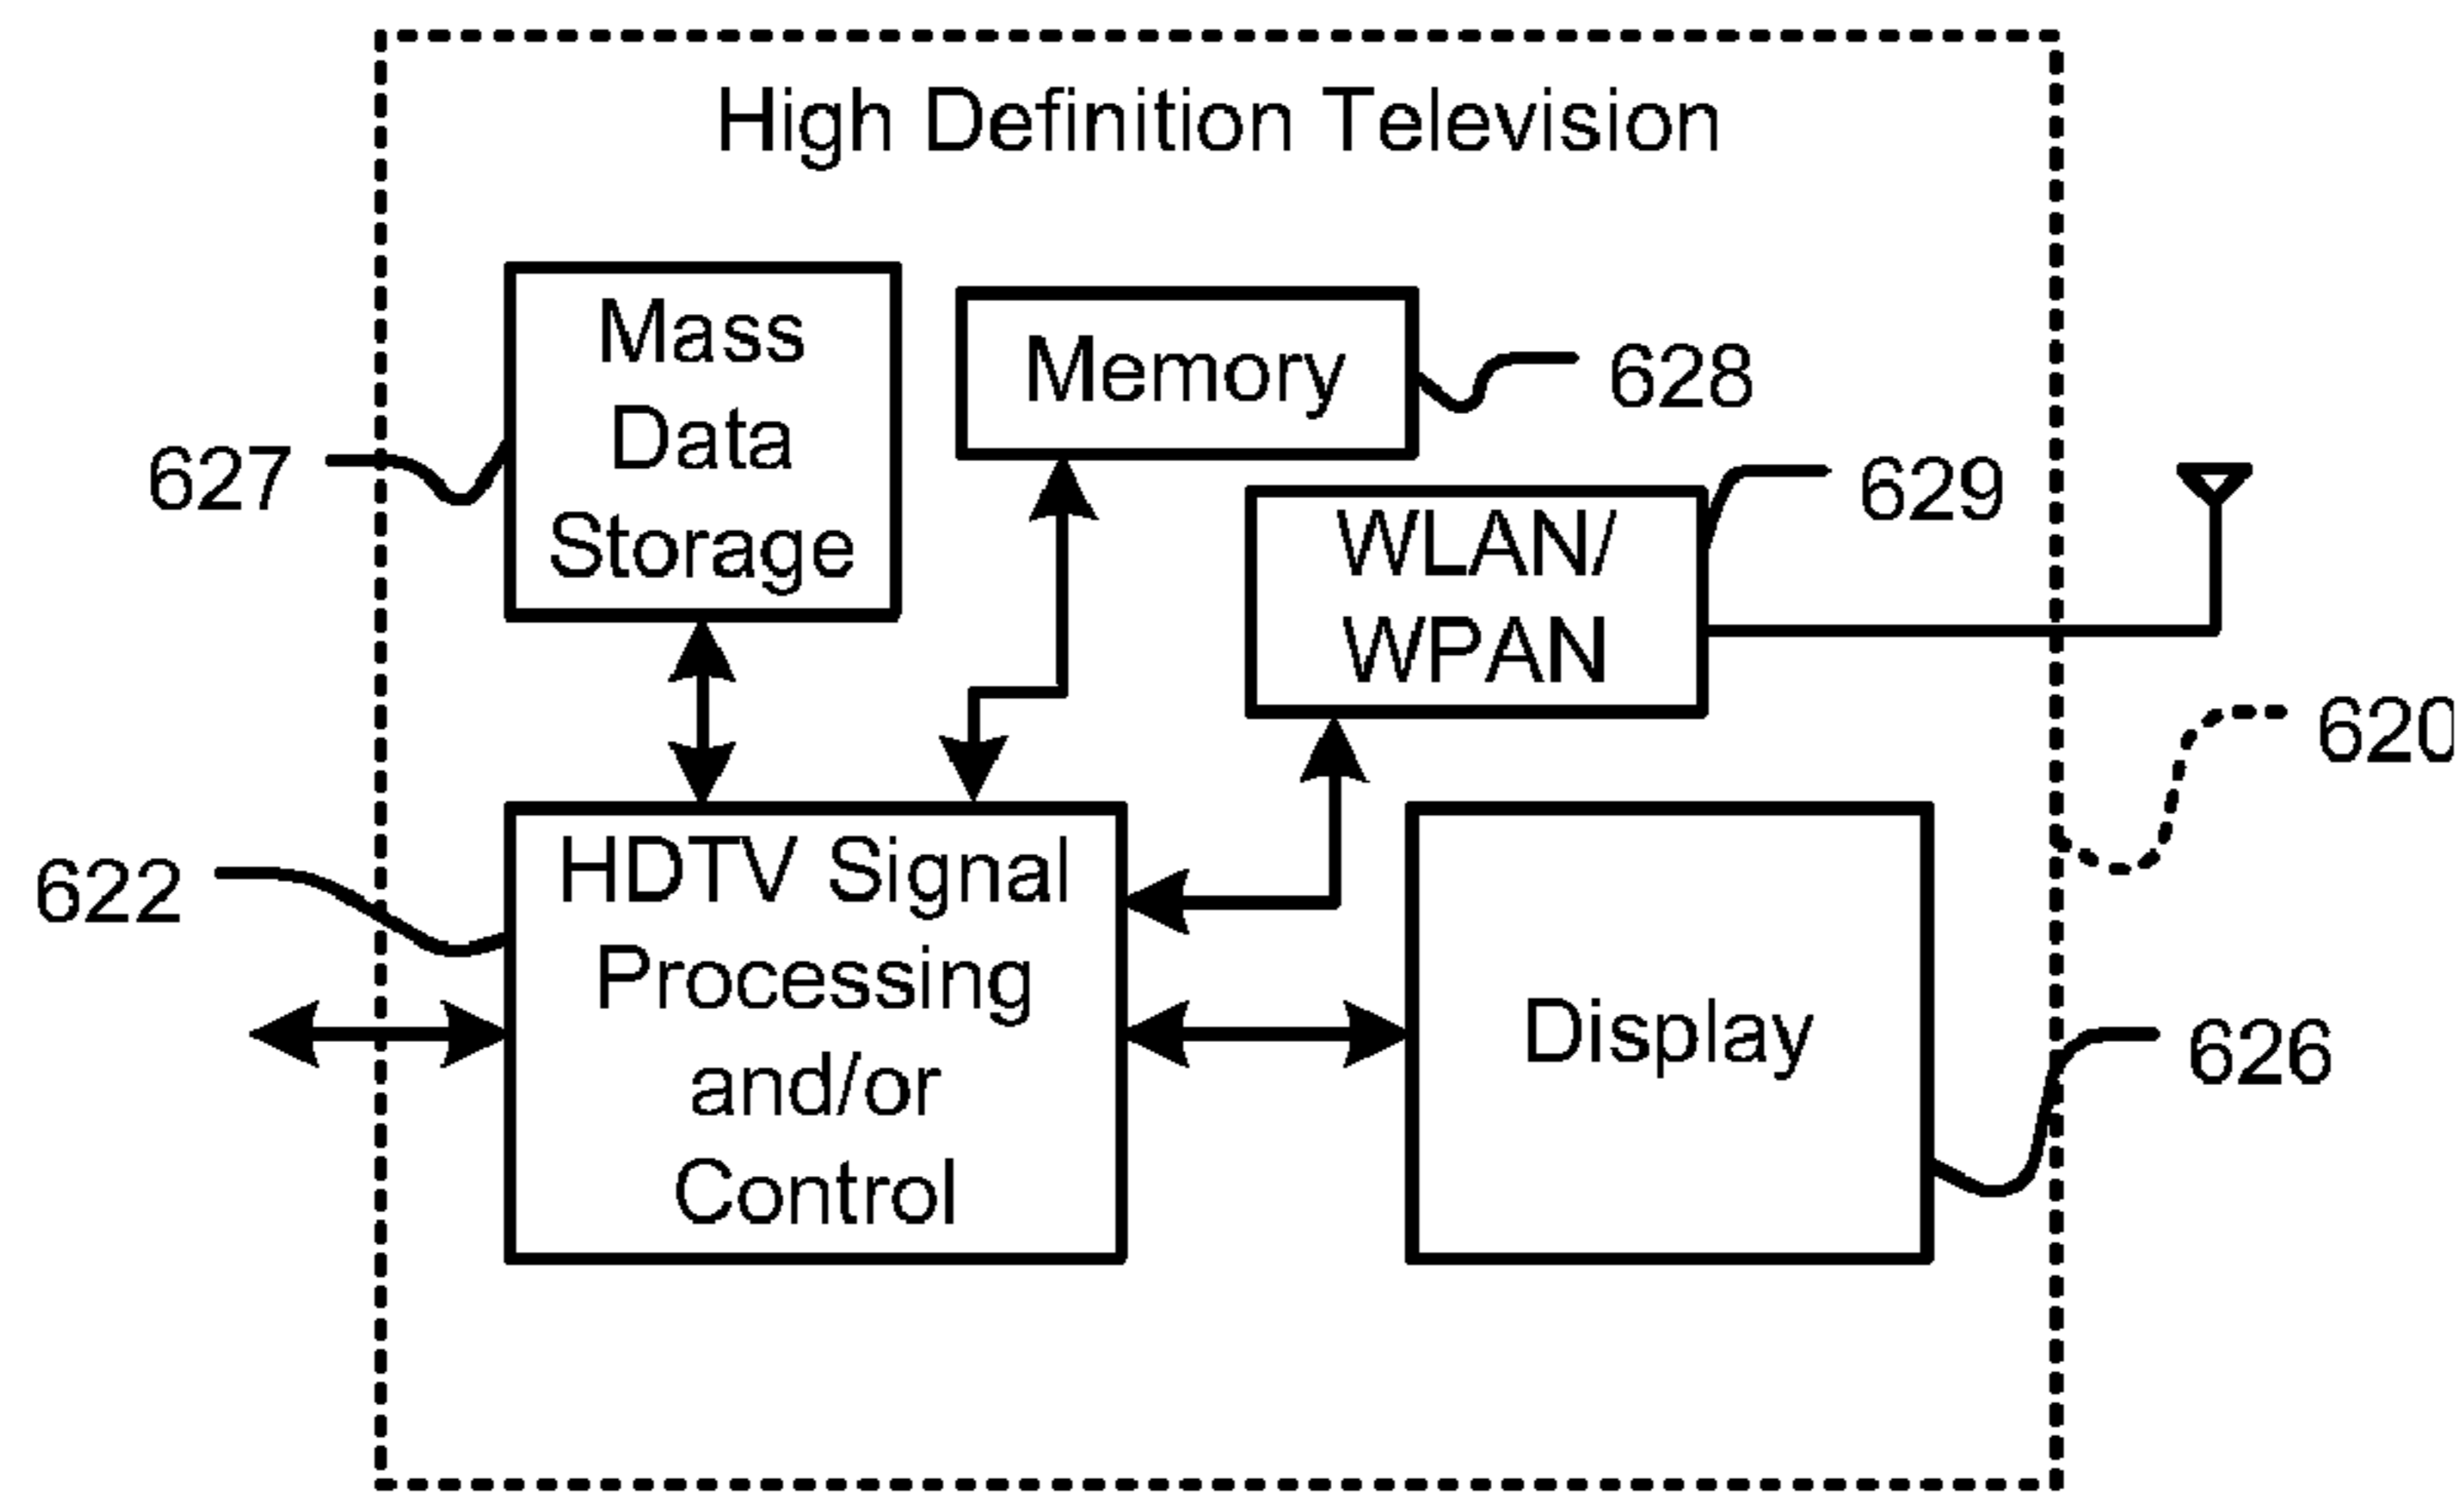 High Definition Television
Mass
Data
Storage
627
Memory
628
WLAN/
WPAN
629
620
HDTV Signal
Processing
and/or
Control
622
Display
626